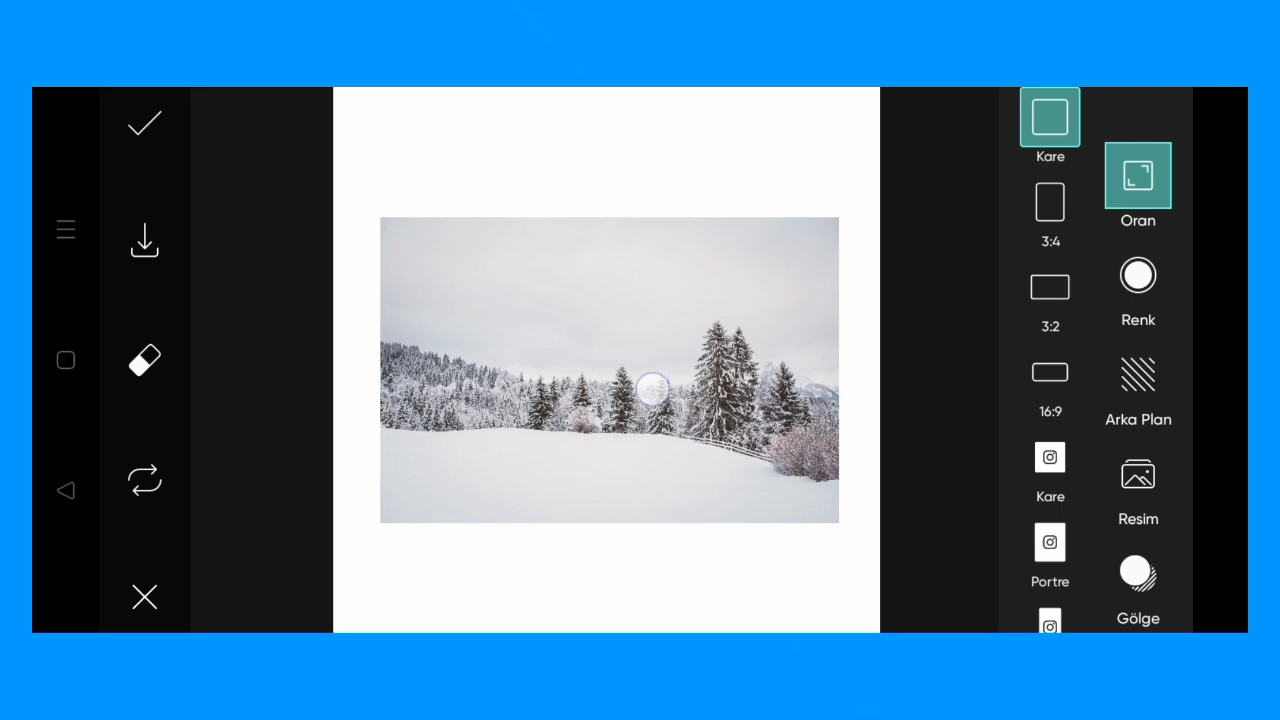 Kare
3:4
3:2
16:9
Kare
Portre
Oran
Renk
Arka Plan
Resim
Gölge